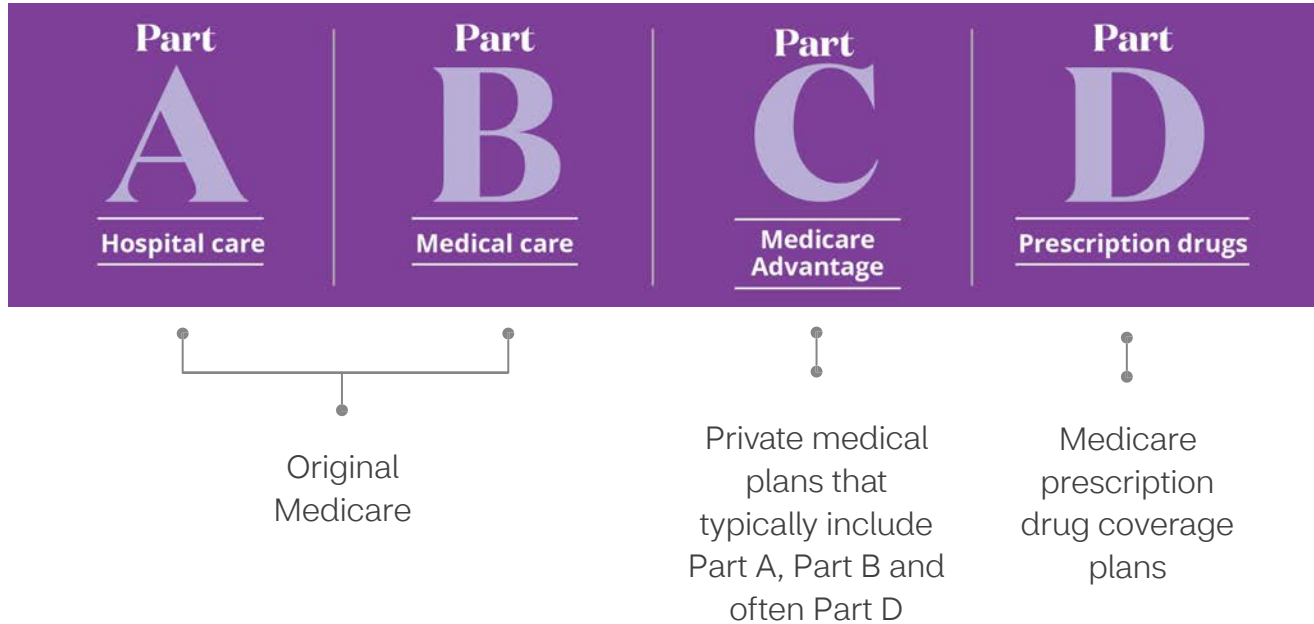 Part
A
Hospital care
Part
B
Medical care
Part
C
Medicare
Advantage
Part
D
Prescription drugs
Original
Medicare
Private medical
plans that
typically include
Part A, Part B and
often Part D
Medicare
prescription
drug coverage
plans